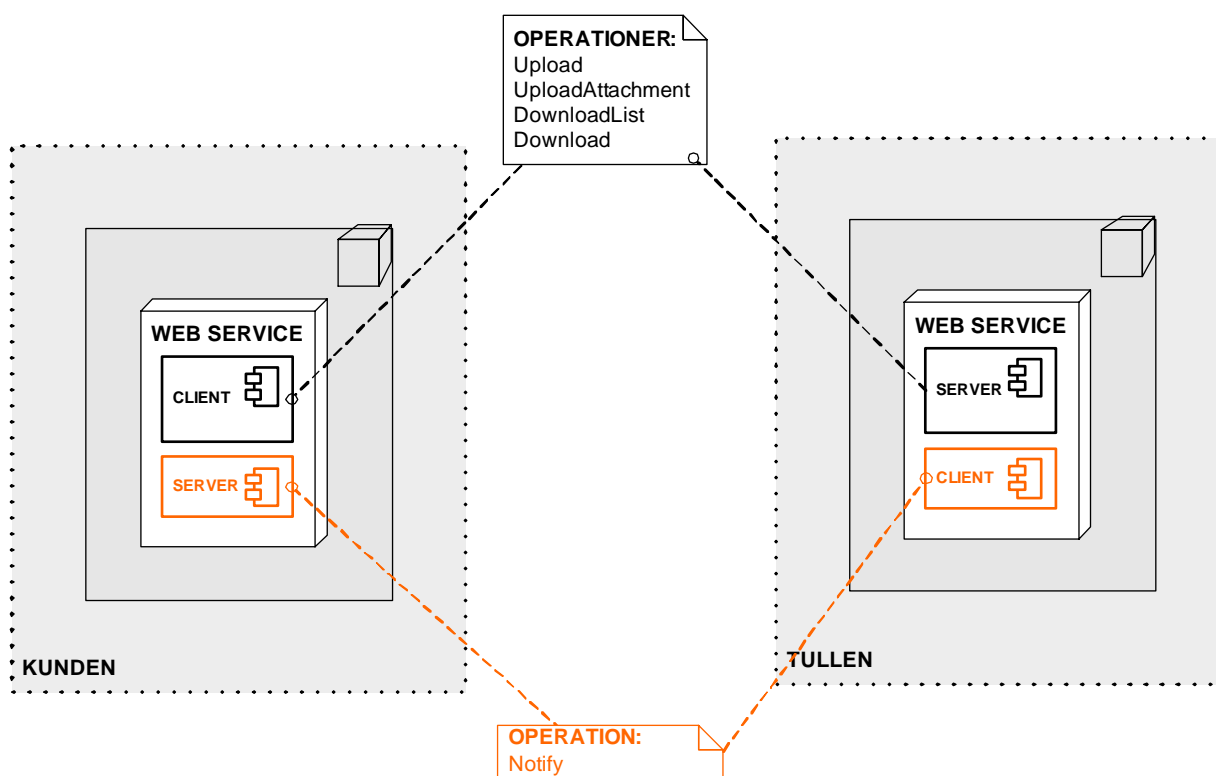 OPERATIONER:
Upload
UploadAttachment
DownloadList
Download
WEB SERVICE
CLIENT
SERVER
KUNDEN
WEB SERVICE
SERVER
CLIENT
TULLEN
OPERATION:
Notify